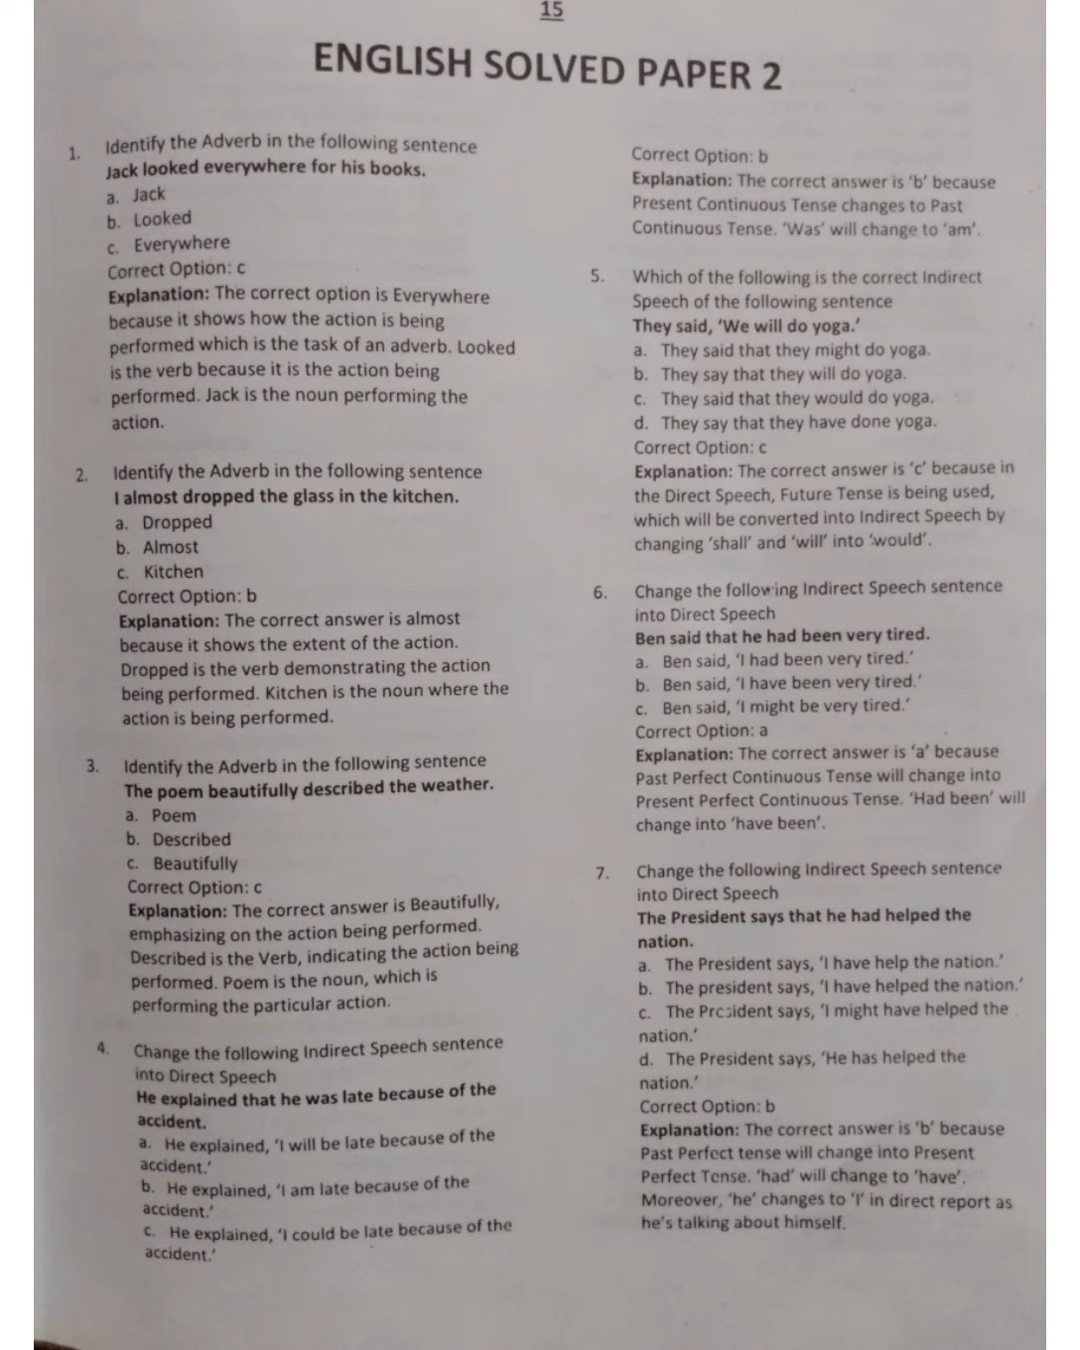 15
ENGLISH SOLVED PAPER 2
1. Identify the Adverb in the following sentence
Jack looked everywhere for his books.
a. Jack
b. Looked
c. Everywhere
Correct Option: c
Explanation: The correct option is Everywhere
because it shows how the action is being
performed which is the task of an adverb. Looked
is the verb because it is the action being
performed. Jack is the noun performing the
action.
2. Identify the Adverb in the following sentence
I almost dropped the glass in the kitchen.
a. Dropped
b. Almost
c. Kitchen
Correct Option: b
Explanation: The correct answer is almost
because it shows the extent of the action.
Dropped is the verb demonstrating the action
being performed. Kitchen is the noun where the
action is being performed.
3. Identify the Adverb in the following sentence
The poem beautifully described the weather.
a. Poem
b. Described
c. Beautifully
Correct Option: c
Explanation: The correct answer is Beautifully,
emphasizing on the action being performed.
Described is the Verb, indicating the action being
performed. Poem is the noun, which is
performing the particular action.
4. Change the following Indirect Speech sentence
into Direct Speech
He explained that he was late because of the
accident.
a. He explained, ‘I will be late because of the
accident.’
b. He explained, ‘I am late because of the
accident.’
c. He explained, ‘I could be late because of the
accident.’
Correct Option: b
Explanation: The correct answer is ‘b’ because
Present Continuous Tense changes to Past
Continuous Tense. ‘Was’ will change to ‘am’.
5. Which of the following is the correct Indirect
Speech of the following sentence
They said, ‘We will do yoga.’
a. They said that they might do yoga.
b. They say that they will do yoga.
c. They said that they would do yoga.
d. They say that they have done yoga.
Correct Option: c
Explanation: The correct answer is ‘c’ because in
the Direct Speech, Future Tense is being used,
which will be converted into Indirect Speech by
changing ‘shall’ and ‘will’ into ‘would’.
6. Change the following Indirect Speech sentence
into Direct Speech
Ben said that he had been very tired.
a. Ben said, ‘I had been very tired.’
b. Ben said, ‘I have been very tired.’
c. Ben said, ‘I might be very tired.’
Correct Option: a
Explanation: The correct answer is ‘a’ because
Past Perfect Continuous Tense will change into
Present Perfect Continuous Tense. ‘Had been’ will
change into ‘have been’.
7. Change the following Indirect Speech sentence
into Direct Speech
The President says that he had helped the
nation.
a. The President says, ‘I have help the nation.’
b. The president says, ‘I have helped the nation.’
c. The President says, ‘I might have helped the
nation.’
d. The President says, ‘He has helped the
nation.’
Correct Option: b
Explanation: The correct answer is ‘b’ because
Past Perfect tense will change into Present
Perfect Tense. ‘had’ will change to ‘have’.
Moreover, ‘he’ changes to ‘I’ in direct report as
he’s talking about himself.